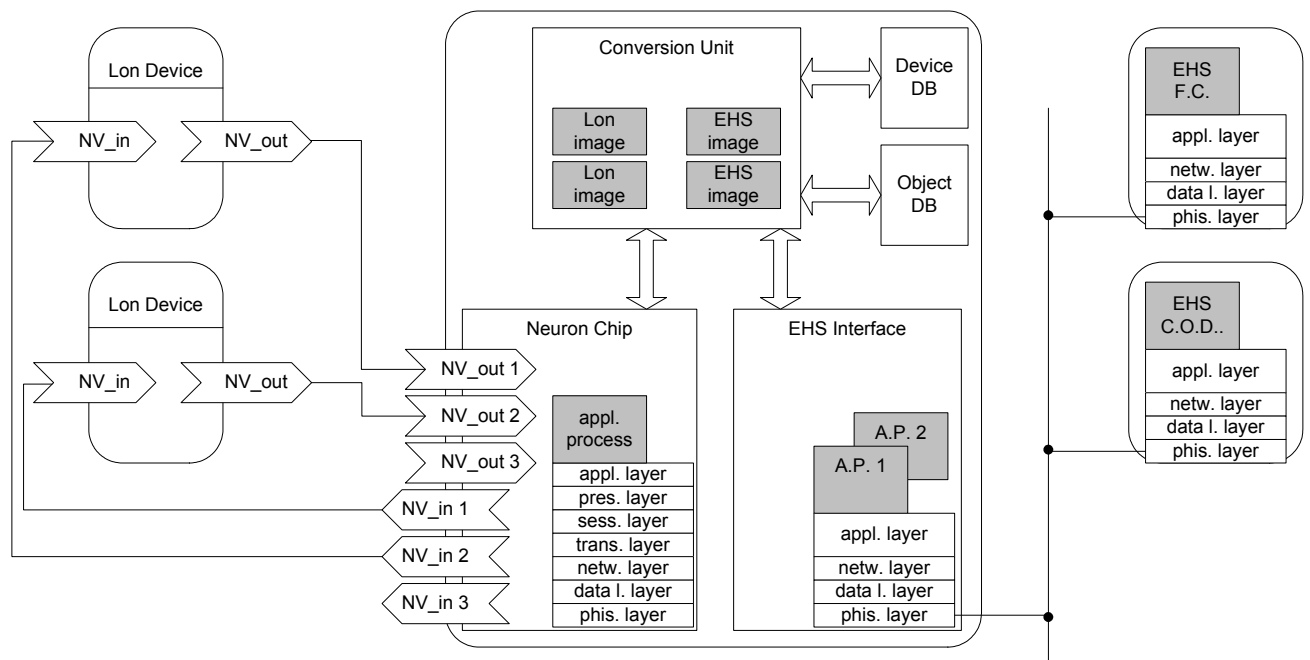 Lon Device
NV_in
NV_out
Lon Device
NV_in
NV_out
Conversion Unit
Lon
image
EHS
image
Lon
image
EHS
image
Device
DB
Object
DB
Neuron Chip
NV_out 1
NV_out 2
NV_out 3
NV_in 1
NV_in 2
NV_in 3
appl.
process
appl. layer
pres. layer
sess. layer
trans. layer
netw. layer
data l. layer
phis. layer
EHS Interface
A.P. 2
A.P. 1
appl. layer
netw. layer
data l. layer
phis. layer
EHS
F.C.
appl. layer
netw. layer
data l. layer
phis. layer
EHS
C.O.D..
appl. layer
netw. layer
data l. layer
phis. layer